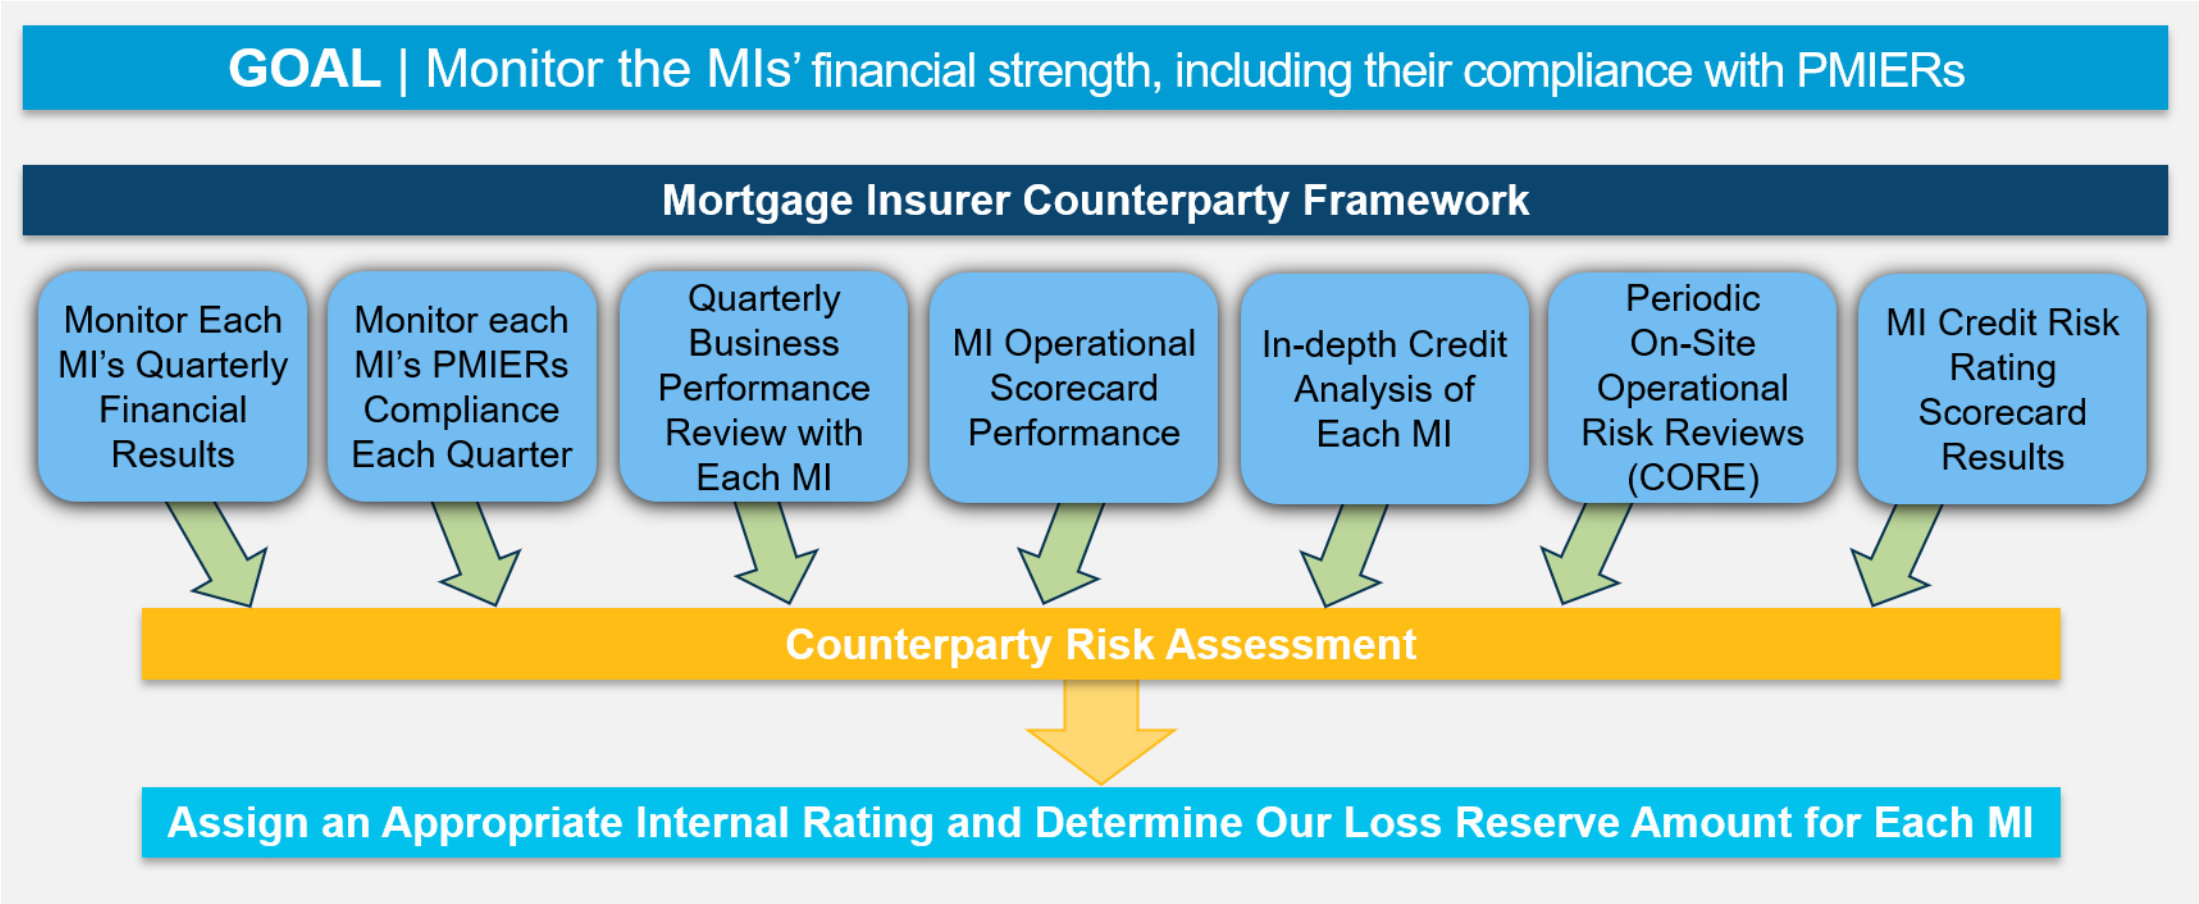 GOAL | Monitor the MIs’ financial strength, including their compliance with PMIERs
Mortgage Insurer Counterparty Framework
Monitor Each
MI’s Quarterly
Financial
Results
Monitor each
MI’s PMIERs
Compliance
Each Quarter
Quarterly
Business
Performance
Review with
Each MI
MI Operational
Scorecard
Performance
In-depth Credit
Analysis of
Each MI
Periodic
On-Site
Operational
Risk Reviews
(CORE)
MI Credit Risk
Rating
Scorecard
Results
Counterparty Risk Assessment
Assign an Appropriate Internal Rating and Determine Our Loss Reserve Amount for Each MI